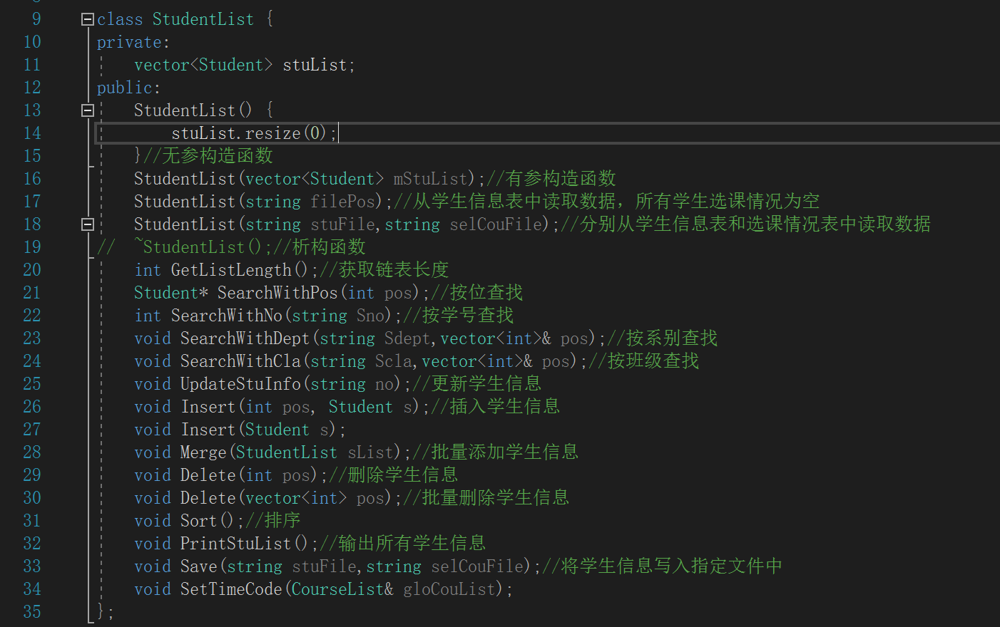 9 class StudentList {
10 private:
11 vector<Student> stuList;
12 public:
13 StudentList() {
14 stuList.resize(0);
15 }//无参构造函数
16 StudentList(vector<Student> mStuList);//有参构造函数
17 StudentList(string filePos);//从学生信息表中读取数据，所有学生选课情况为空
18 StudentList(string stuFile,string selCouFile);//分别从学生信息表和选课情况表中读取数据
19 // ~StudentList();//析构函数
20 int GetListLength();//获取链表长度
21 Student* SearchWithPos(int pos);//按位查找
22 int SearchWithNo(string Sno);//按学号查找
23 void SearchWithDept(string Sdept,vector<int>& pos);//按系别查找
24 void SearchWithCla(string Scla,vector<int>& pos);//按班级查找
25 void UpdateStuInfo(string no);//更新学生信息
26 void Insert(int pos, Student s);//插入学生信息
27 void Insert(Student s);
28 void Merge(StudentList sList);//批量添加学生信息
29 void Delete(int pos);//删除学生信息
30 void Delete(vector<int> pos);//批量删除学生信息
31 void Sort();//排序
32 void PrintStuList();//输出所有学生信息
33 void Save(string stuFile,string selCouFile);//将学生信息写入指定文件中
34 void SetTimeCode(CourseList& gloCouList);
35 };